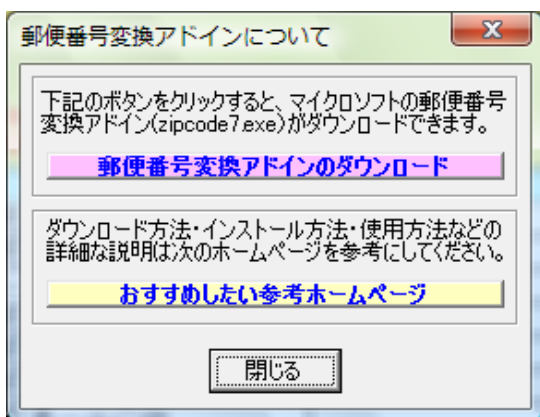 郵便番号変換アドインについて
下記のボタンをクリックすると、マイクロソフトの郵便番号
変換アドイン(zipcode7.exe)がダウンロードできます。
郵便番号変換アドインのダウンロード
ダウンロード方法・インストール方法・使用方法などの
詳細な説明は次のホームページを参考にしてください。
おすすめしたい参考ホームページ
閉じる